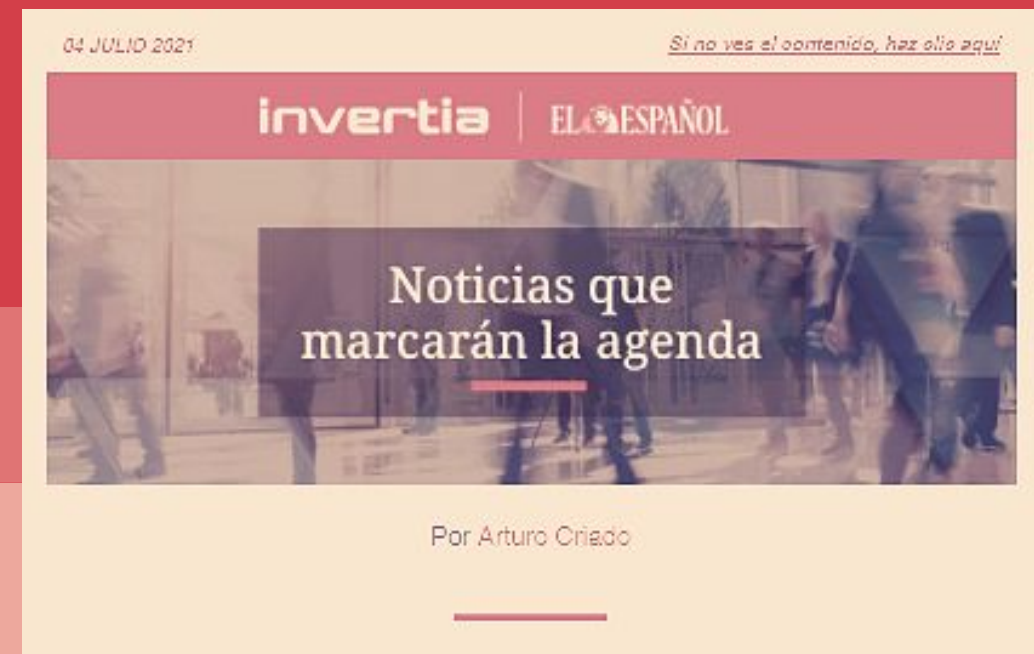 04 JULIO 2021
Si no ves el contenido, haz clic aquí
invertia | EL ESPAÑOL
Noticias que
marcarán la agenda
Por Arturo Criado